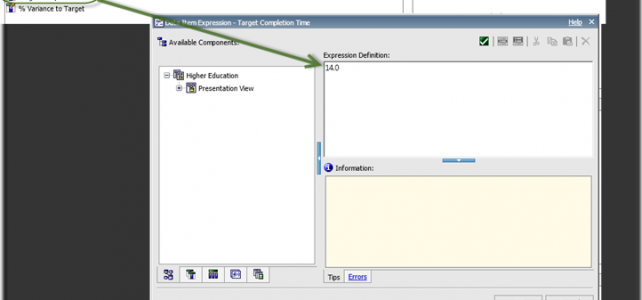 % Variance to Target
Data Item Expression - Target Completion Time
Help
Available Components:
Expression Definition:
14.0
Higher Education
Presentation View
Information:
Tips Errors